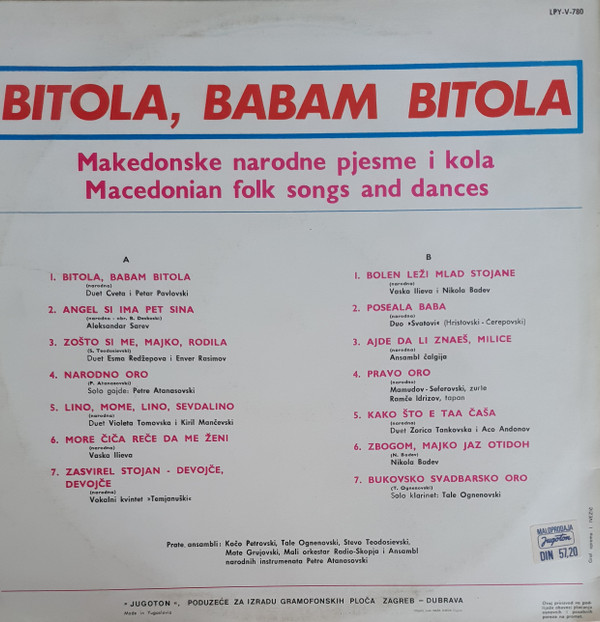 LPY-V-780
BITOLA, BABAM BITOLA
Makedonske narodne pjesme i kola
Macedonian folk songs and dances
A
1. BITOLA, BABAM BITOLA
(narodna)
Duet Cveta i Petar Pavlovski
2. ANGEL SI IMA PET SINA
(narodna - obr. B. Deskoski)
Aleksandar Sarev
3. ZOŠTO SI ME, MAJKO, RODILA
(S. Teodosievski)
Duet Esma Redžepova i Enver Rasimov
4. NARODNO ORO
(P. Atanasovski)
Solo gajde: Petre Atanasovski
5. LINO, MOME, LINO, SEVDALINO
(narodna)
Duet Violeta Tomovska i Kiril Mančevski
6. MORE ČIČA REČE DA ME ŽENI
(narodna)
Vaska Ilieva
7. ZASVIREL STOJAN - DEVOJČE,
DEVOJČE
(narodna)
Vokalni kvintet »Tamjanuški«
B
1. BOLEN LEŽI MLAD STOJANE
(narodna)
Vaska Ilieva i Nikola Badev
2. POSEALA BABA
(narodna)
Duo »Svatovi« (Hristovski - Čerepovski)
3. AJDE DA LI ZNAEŠ, MILICE
(narodna)
Ansambl čalgija
4. PRAVO ORO
(narodna)
Mamudov - Seferovski, zurle
Ramče Idrizov, tapan
5. KAKO ŠTO E TAA ČAŠA
(narodna)
Duet Zorica Tankovska i Aco Andonov
6. ZBOGOM, MAJKO JAZ OTIDOH
(N. Badev)
Nikola Badev
7. BUKOVSKO SVADBARSKO ORO
(T. Ognenovski)
Solo klarinet: Tale Ognenovski
Prate, ansambli: Kočo Petrovski, Tale Ognenovski, Stevo Teodosievski,
Mate Grujovski, Mali orkestar Radio-Skopja i Ansambl
narodnih instrumenata Petre Atanasovski
MALOPRODAJA
Jugoton
DIN 57,20
»JUGOTON«, PODUZEĆE ZA IZRADU GRAMOFONSKIH PLOČA ZAGREB - DUBRAVA
Made in Yugoslavia